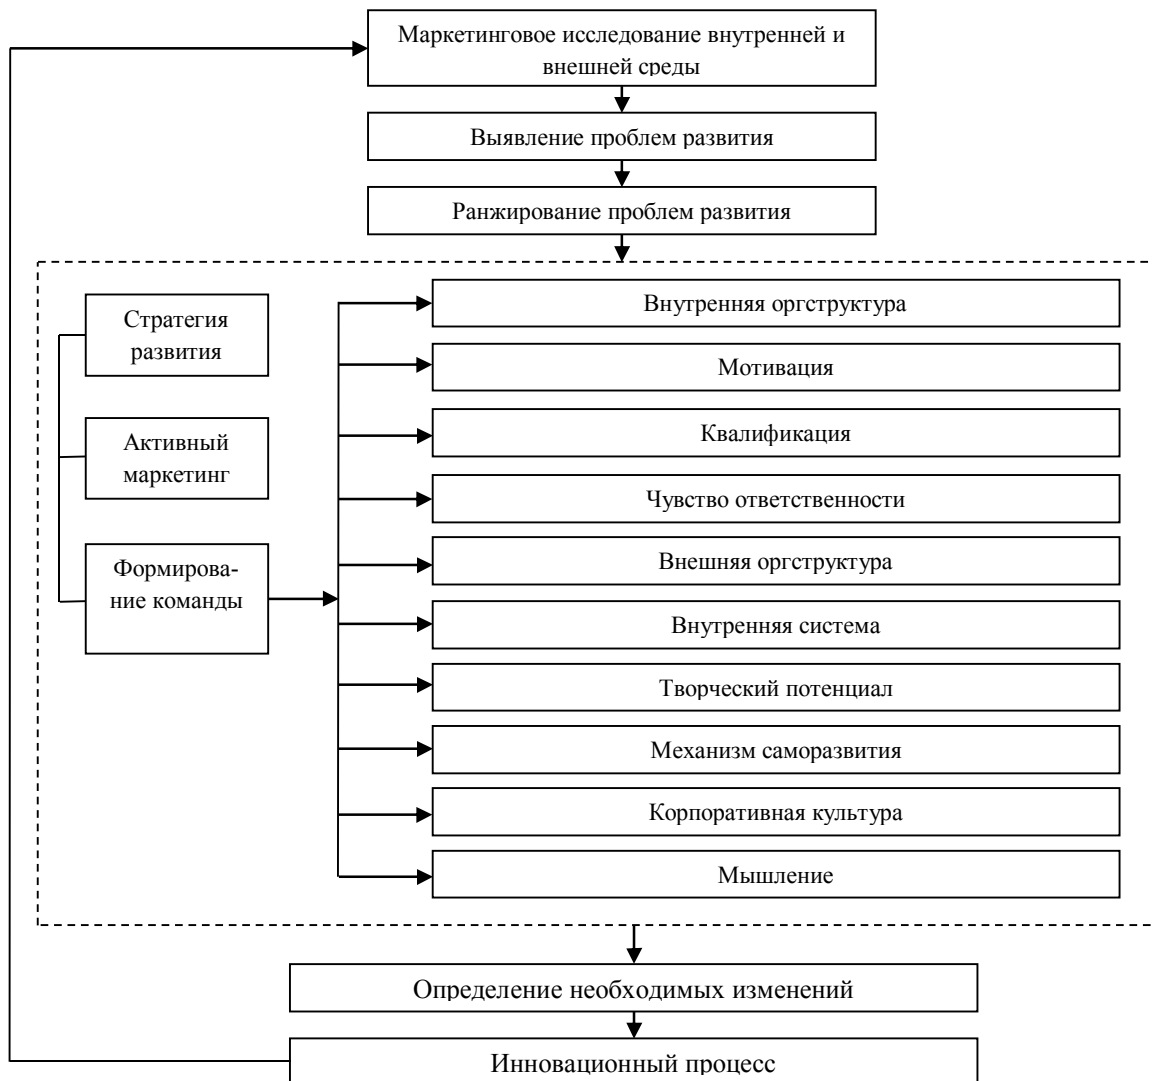 Маркетинговое исследование внутренней и
внешней среды
Выявление проблем развития
Ранжирование проблем развития
Стратегия
развития
Активный
маркетинг
Формирова-
ние команды
Внутренняя оргструктура
Мотивация
Квалификация
Чувство ответственности
Внешняя оргструктура
Внутренняя система
Творческий потенциал
Механизм саморазвития
Корпоративная культура
Мышление
Определение необходимых изменений
Инновационный процесс